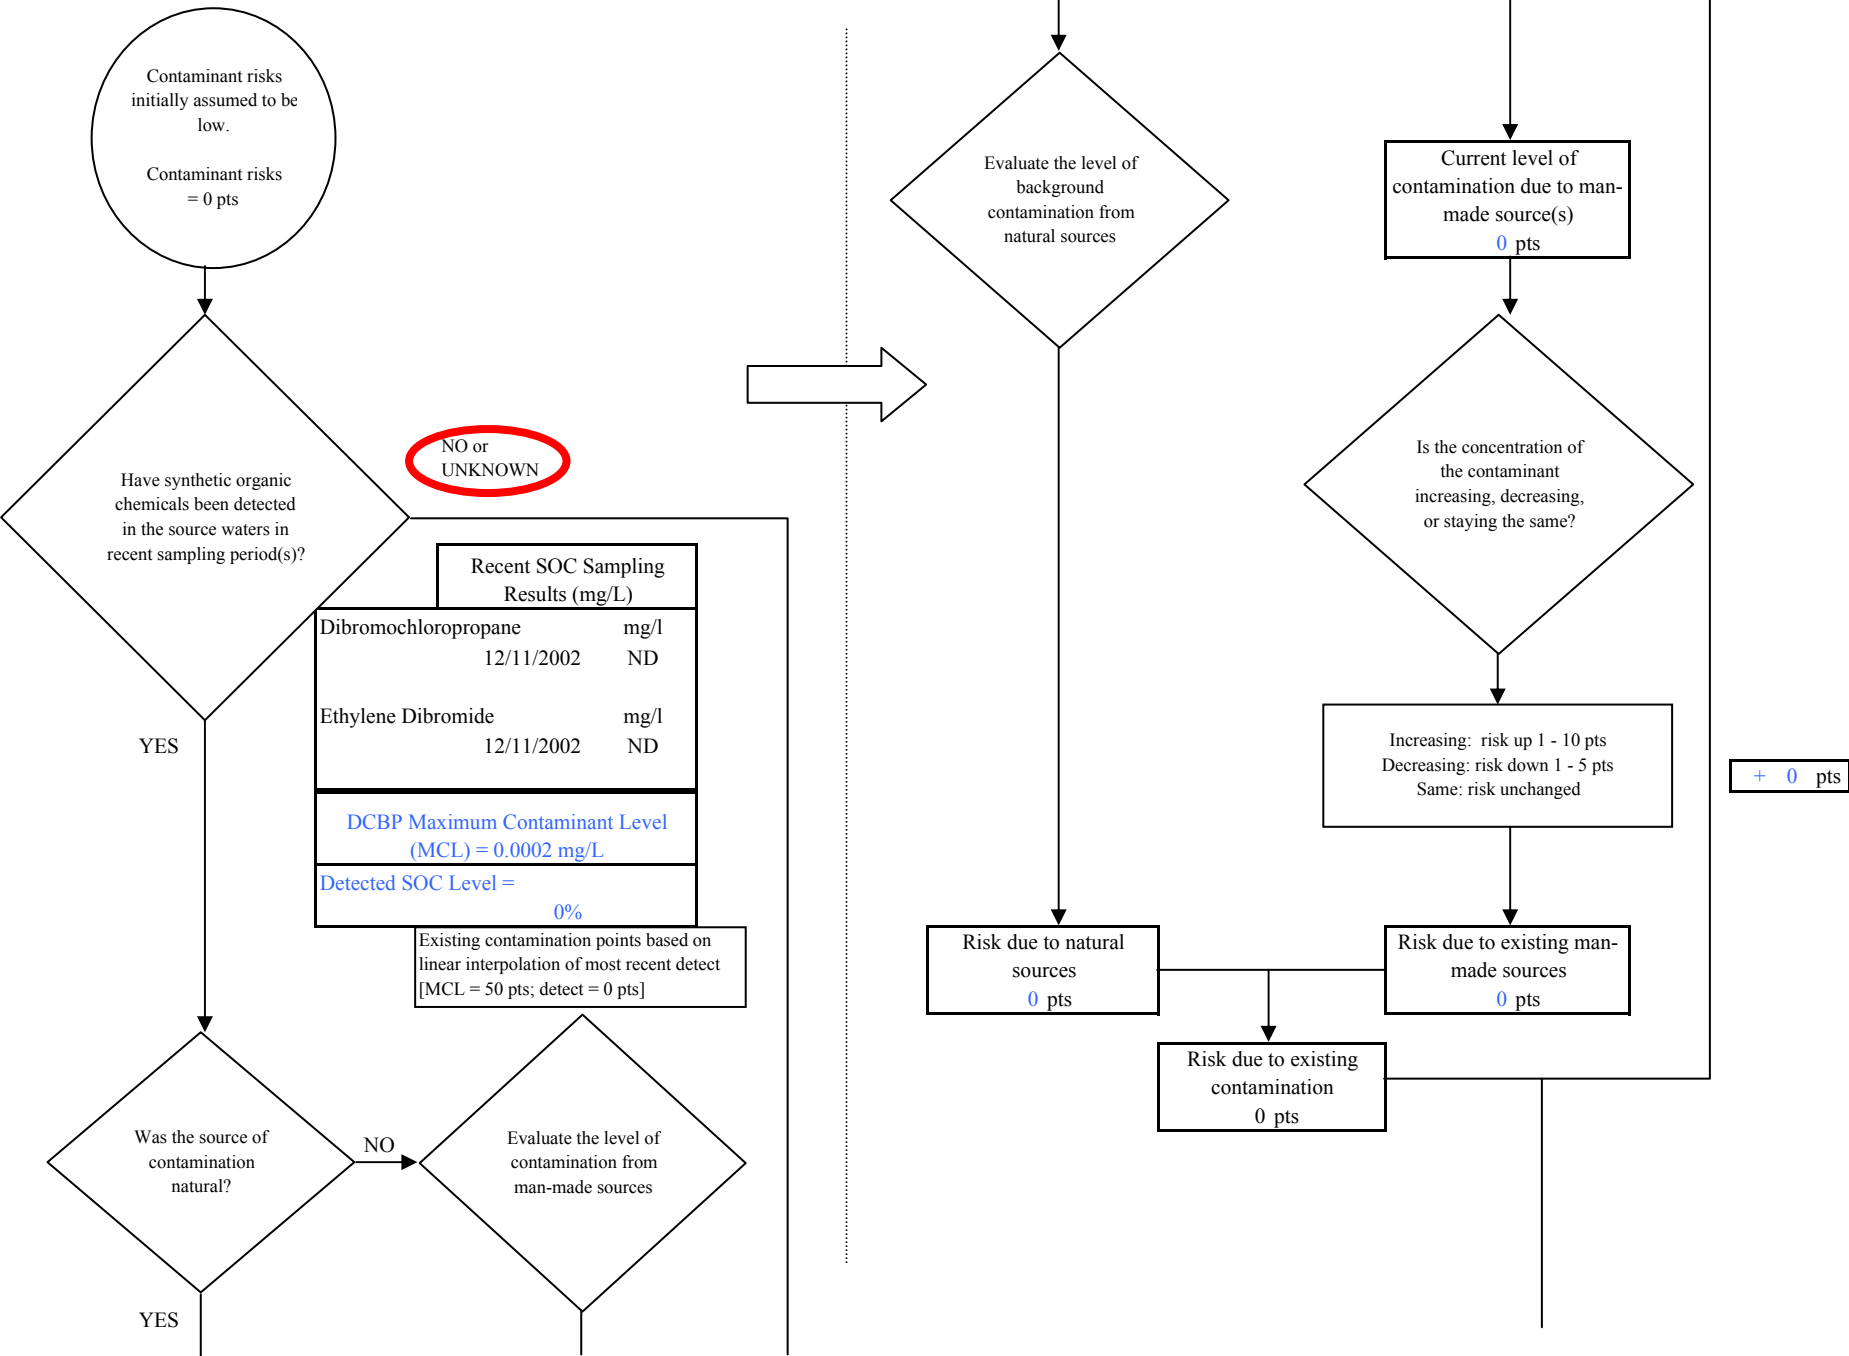 Contaminant risks
initially assumed to be
low.
Contaminant risks
= 0 pts
Have synthetic organic
chemicals been detected
in the source waters in
recent sampling period(s)?
NO or
UNKNOWN
YES
Recent SOC Sampling
Results (mg/L)
Dibromochloropropane mg/l
12/11/2002 ND
Ethylene Dibromide mg/l
12/11/2002 ND
DCBP Maximum Contaminant Level
(MCL) = 0.0002 mg/L
Detected SOC Level =
0%
Existing contamination points based on
linear interpolation of most recent detect
[MCL = 50 pts; detect = 0 pts]
Was the source of
contamination
natural?
NO
YES
Evaluate the level of
contamination from
man-made sources
Evaluate the level of
background
contamination from
natural sources
Current level of
contamination due to man-
made source(s)
0 pts
Is the concentration of
the contaminant
increasing, decreasing,
or staying the same?
Increasing: risk up 1 - 10 pts
Decreasing: risk down 1 - 5 pts
Same: risk unchanged
+ 0 pts
Risk due to natural
sources
0 pts
Risk due to existing man-
made sources
0 pts
Risk due to existing
contamination
0 pts